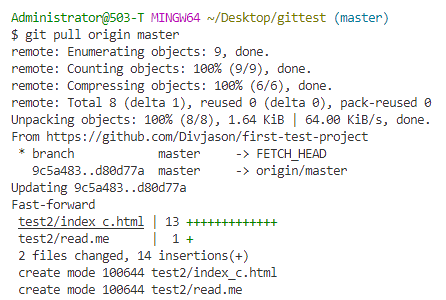 Administrator@503-T MINGW64 ~/Desktop/gittest (master)
$ git pull origin master
remote: Enumerating objects: 9, done.
remote: Counting objects: 100% (9/9), done.
remote: Compressing objects: 100% (6/6), done.
remote: Total 8 (delta 1), reused 0 (delta 0), pack-reused 0
Unpacking objects: 100% (8/8), 1.64 KiB | 64.00 KiB/s, done.
From https://github.com/Divjason/first-test-project
 * branch            master     -> FETCH_HEAD
   9c5a483..d80d77a  master     -> origin/master
Updating 9c5a483..d80d77a
Fast-forward
 test2/index_c.html | 13 +++++++++++++
 test2/read.me      |  1 +
 2 files changed, 14 insertions(+)
 create mode 100644 test2/index_c.html
 create mode 100644 test2/read.me